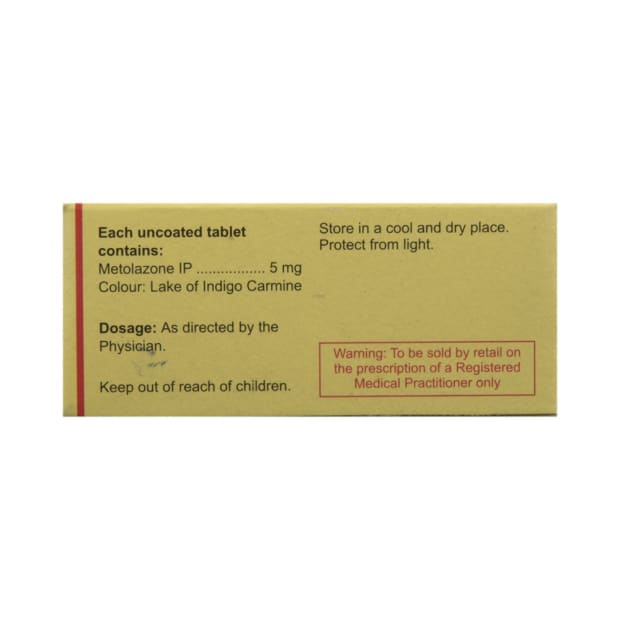 Each uncoated tablet
contains:
Metolazone IP ................. 5 mg
Colour: Lake of Indigo Carmine
Dosage: As directed by the
Physician.
Keep out of reach of children.
Store in a cool and dry place.
Protect from light.
Warning: To be sold by retail on
the prescription of a Registered
Medical Practitioner only